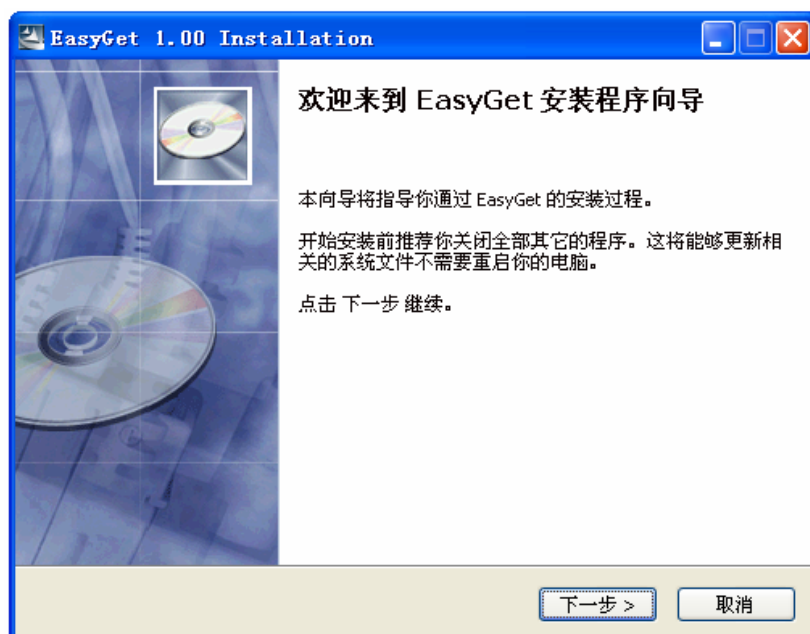 EasyGet 1.00 Installation
欢迎来到 EasyGet 安装程序向导
本向导将指导你通过 EasyGet 的安装过程。
开始安装前推荐你关闭全部其它的程序。这将能够更新相
关的系统文件不需要重启你的电脑。
点击 下一步 继续。
下一步 >
取消